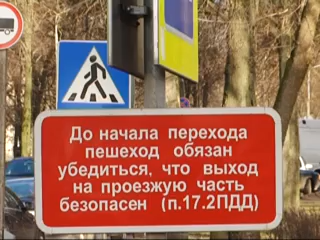 До начала перехода
пешеход обязан
убедиться, что выход
на проезжую часть
безопасен (п.17.2ПДД)